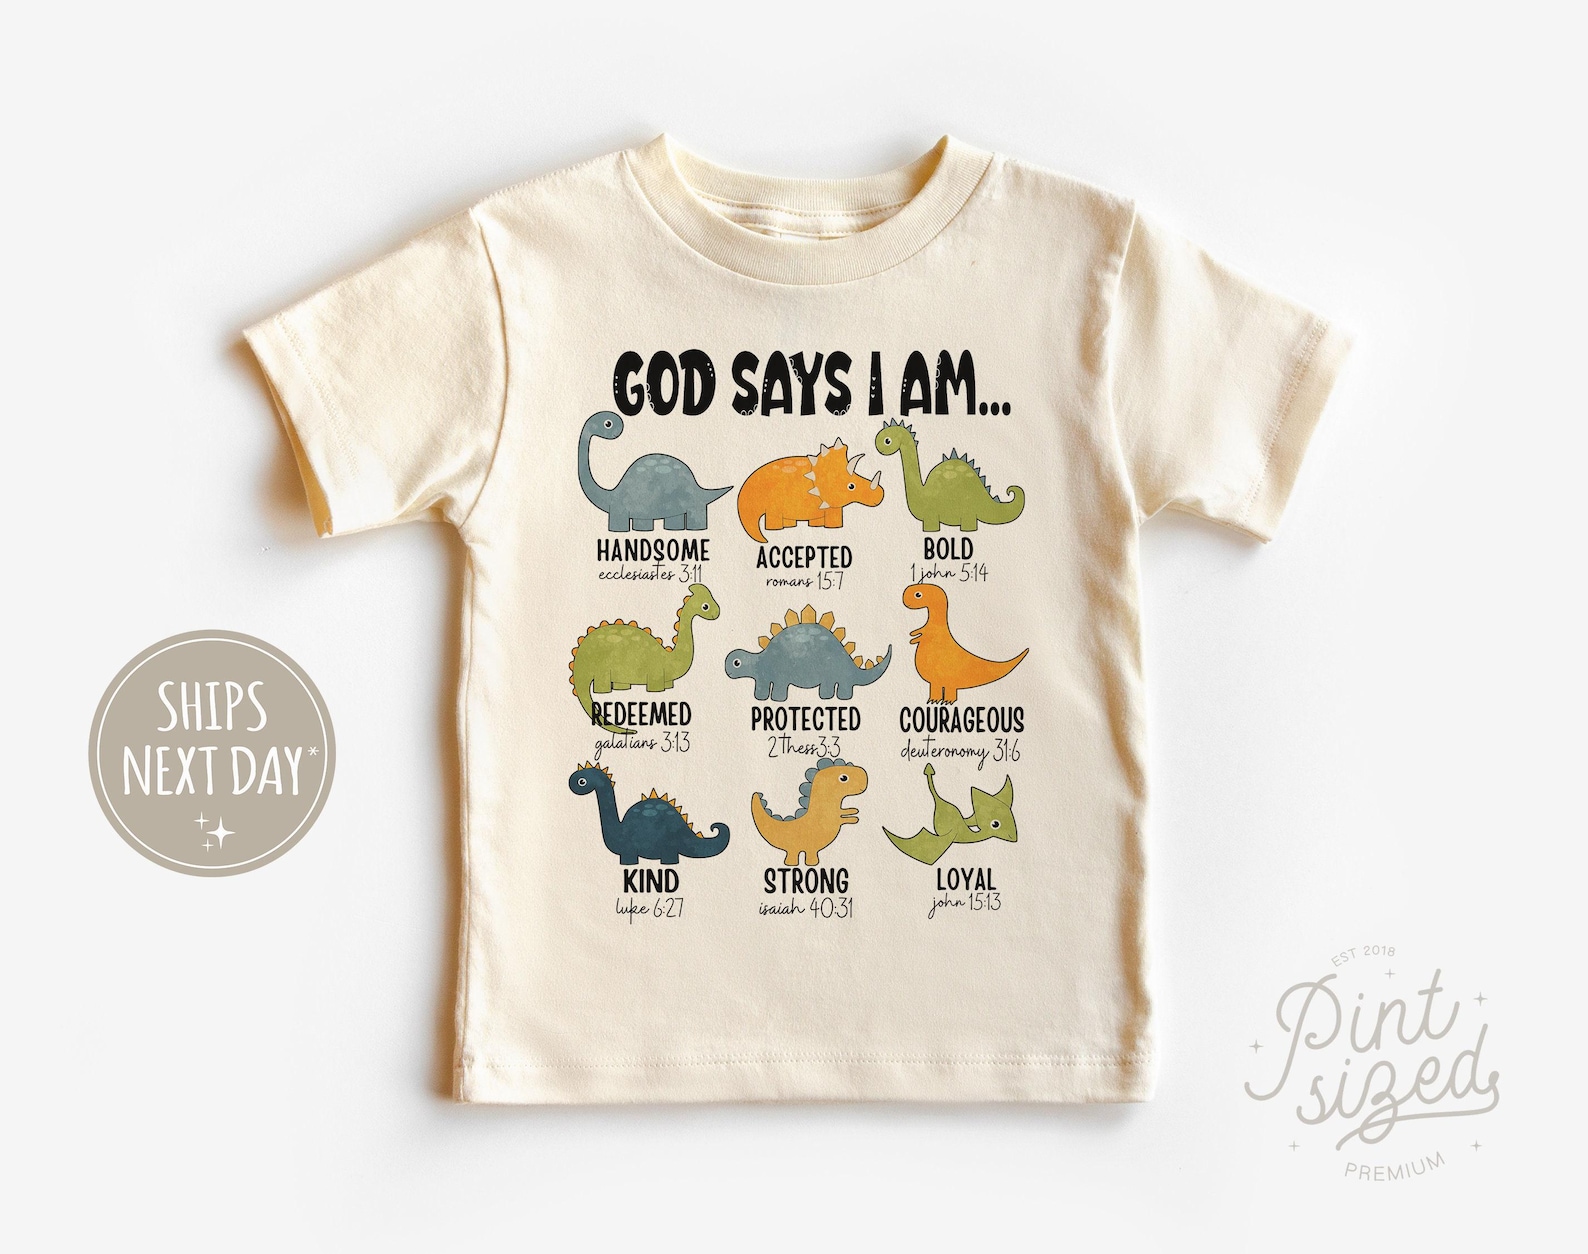 GOD SAYS I AM...
HANDSOME
ecclesiastes 3:11
ACCEPTED
romans 15:7
BOLD
1 john 5:14
REDEEMED
galatians 3:13
PROTECTED
2 Thess 3:3
COURAGEOUS
deuteronomy 31:6
KIND
luke 6:27
STRONG
isaiah 40:31
LOYAL
john 15:13
SHIPS
NEXT DAY*
EST 2018
Pint
sized
PREMIUM